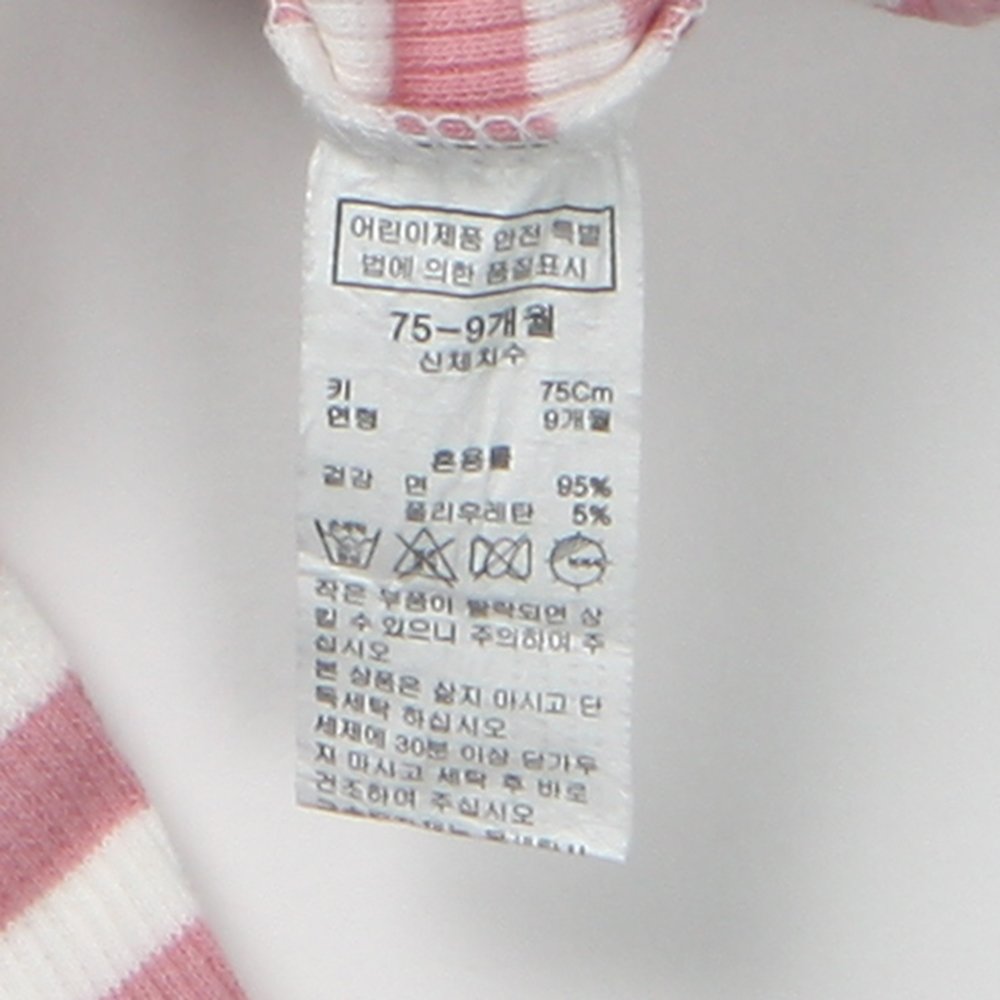 어린이제품 안전 특별
법에 의한 품질표시
75-9개월
신체치수
키 75Cm
연령 9개월
혼용률
겉감 면 95%
폴리우레탄 5%
작은 부품이 탈락되면 삼
킬 수 있으니 주의하여 주
십시오
본 상품은 삶지 마시고 단
독세탁 하십시오
세제에 30분 이상 담가두
지 마시고 세탁 후 바로
건조하여 주십시오